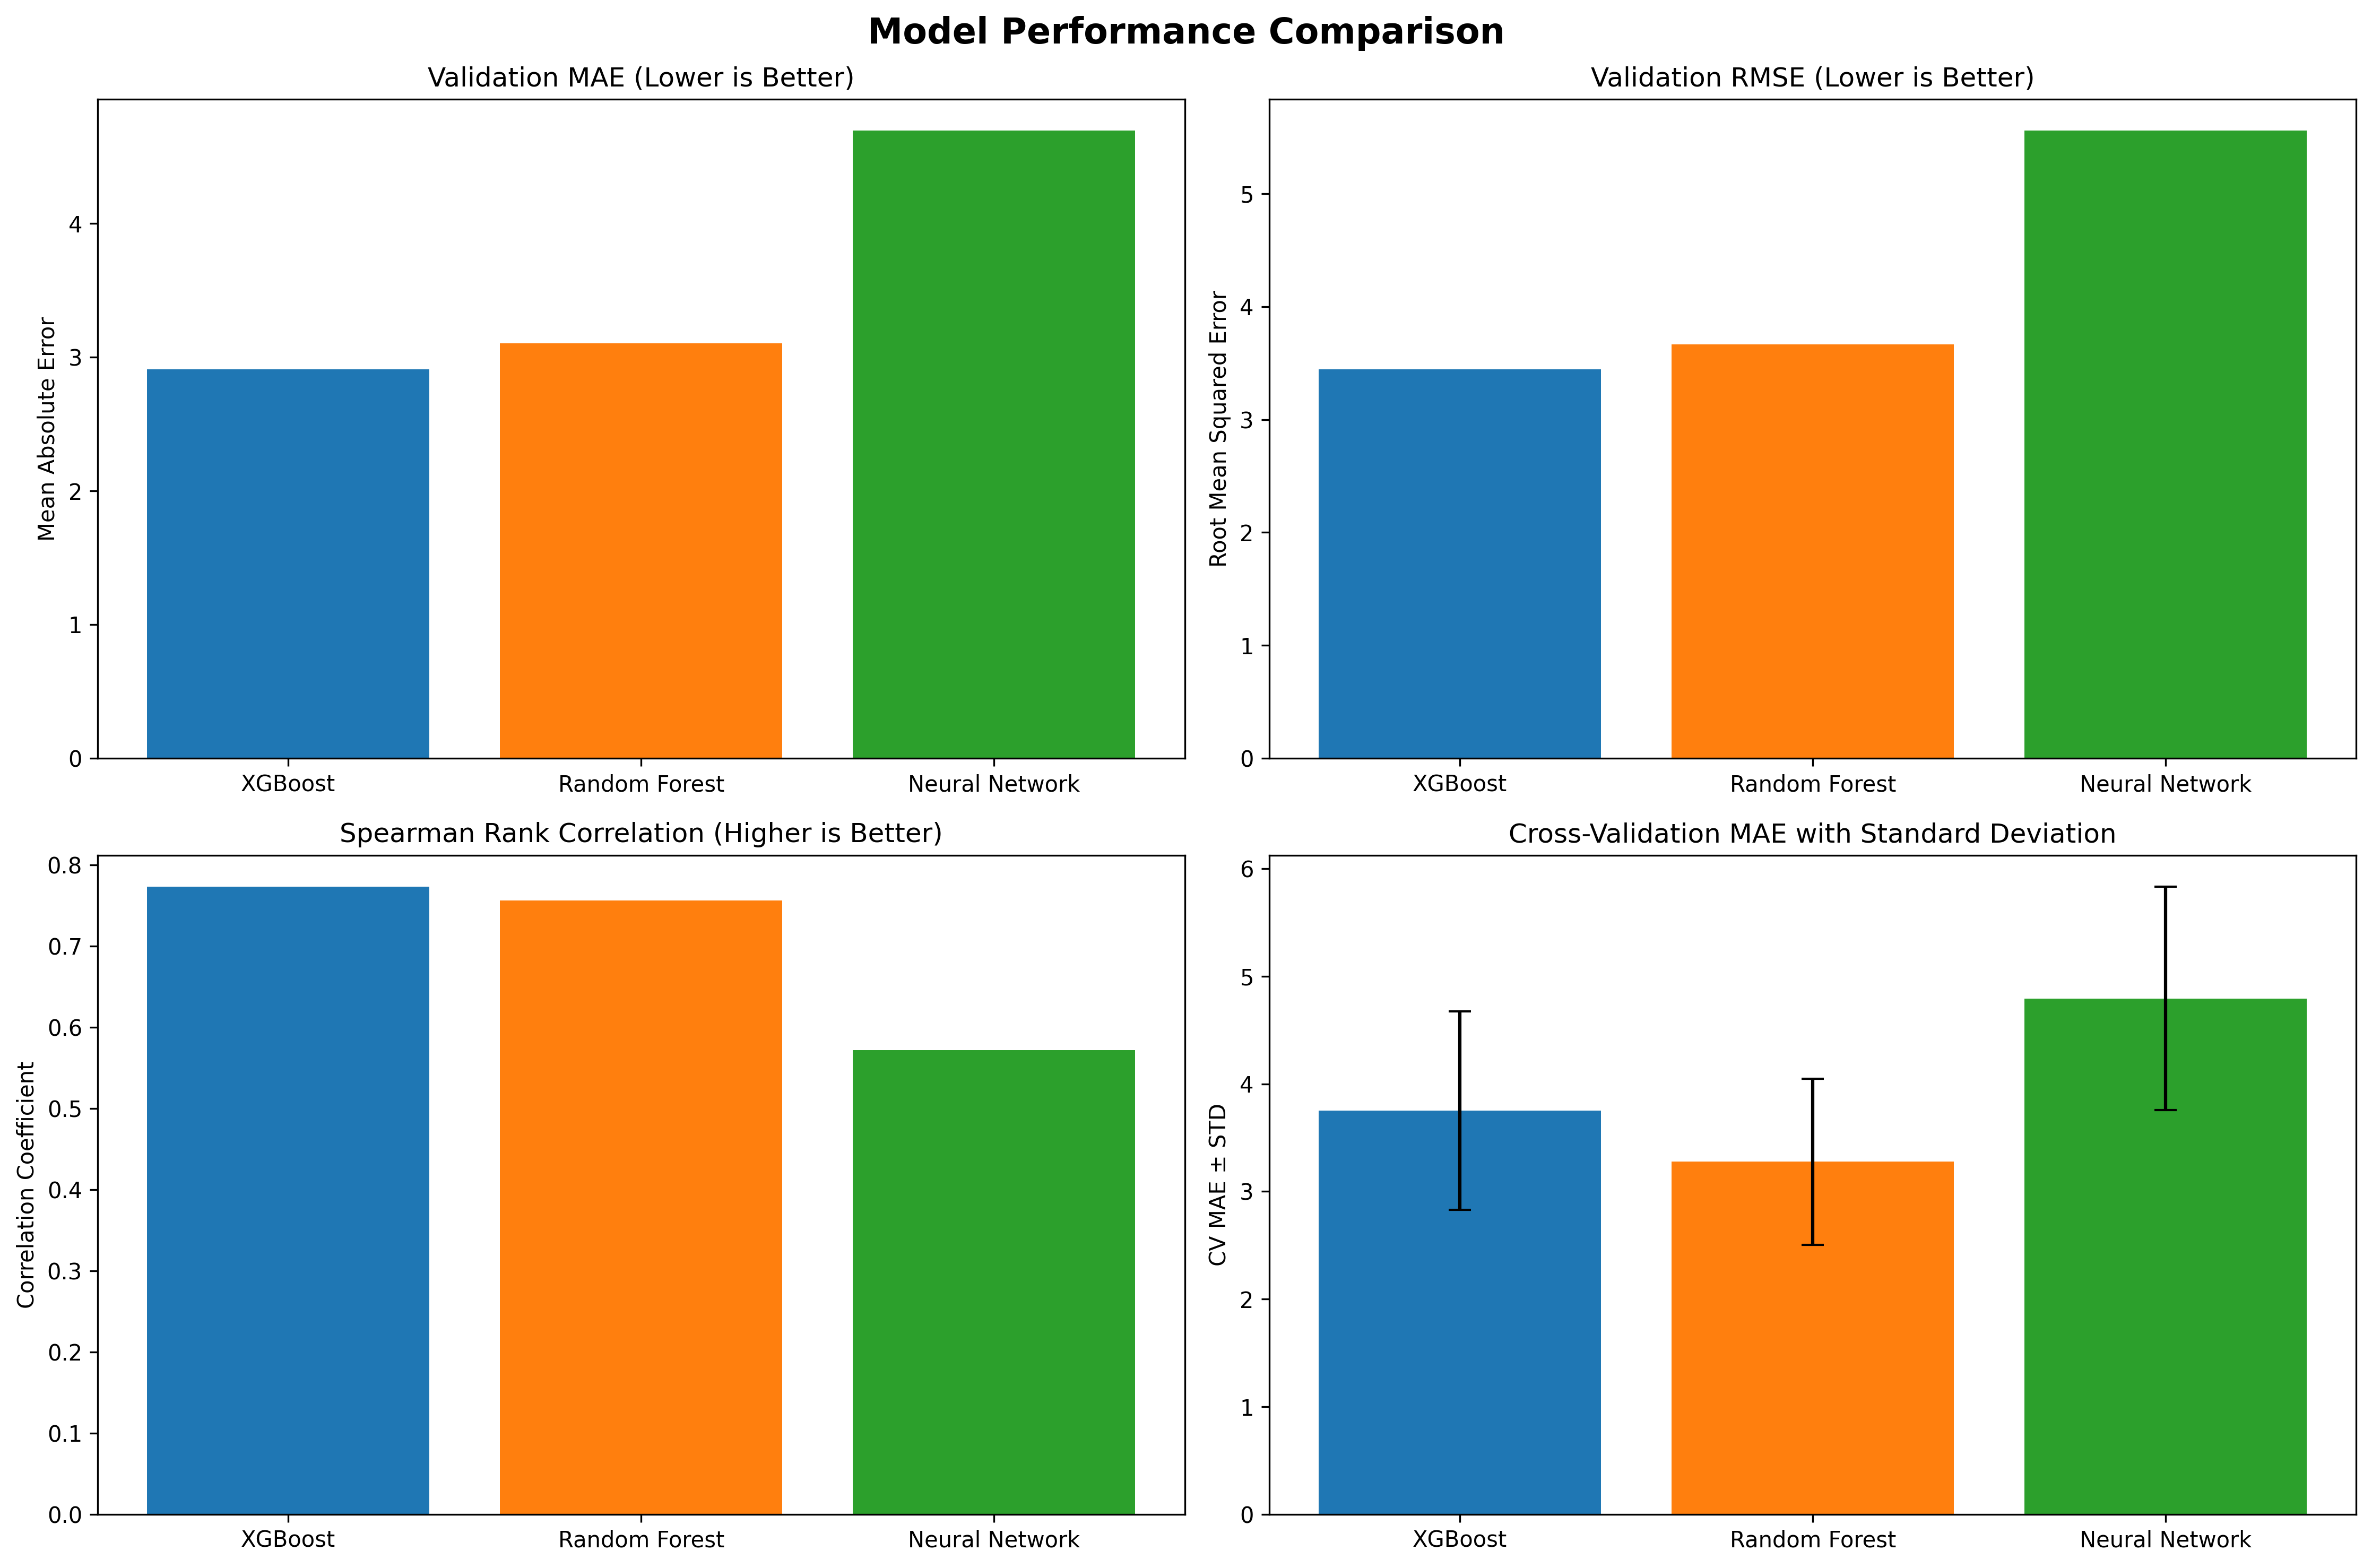 Model Performance Comparison
Validation MAE (Lower is Better)
Mean Absolute Error
4
3
2
1
0
XGBoost
Random Forest
Neural Network
Validation RMSE (Lower is Better)
Root Mean Squared Error
5
4
3
2
1
0
XGBoost
Random Forest
Neural Network
Spearman Rank Correlation (Higher is Better)
Correlation Coefficient
0.8
0.7
0.6
0.5
0.4
0.3
0.2
0.1
0.0
XGBoost
Random Forest
Neural Network
Cross-Validation MAE with Standard Deviation
CV MAE ± STD
6
5
4
3
2
1
0
XGBoost
Random Forest
Neural Network